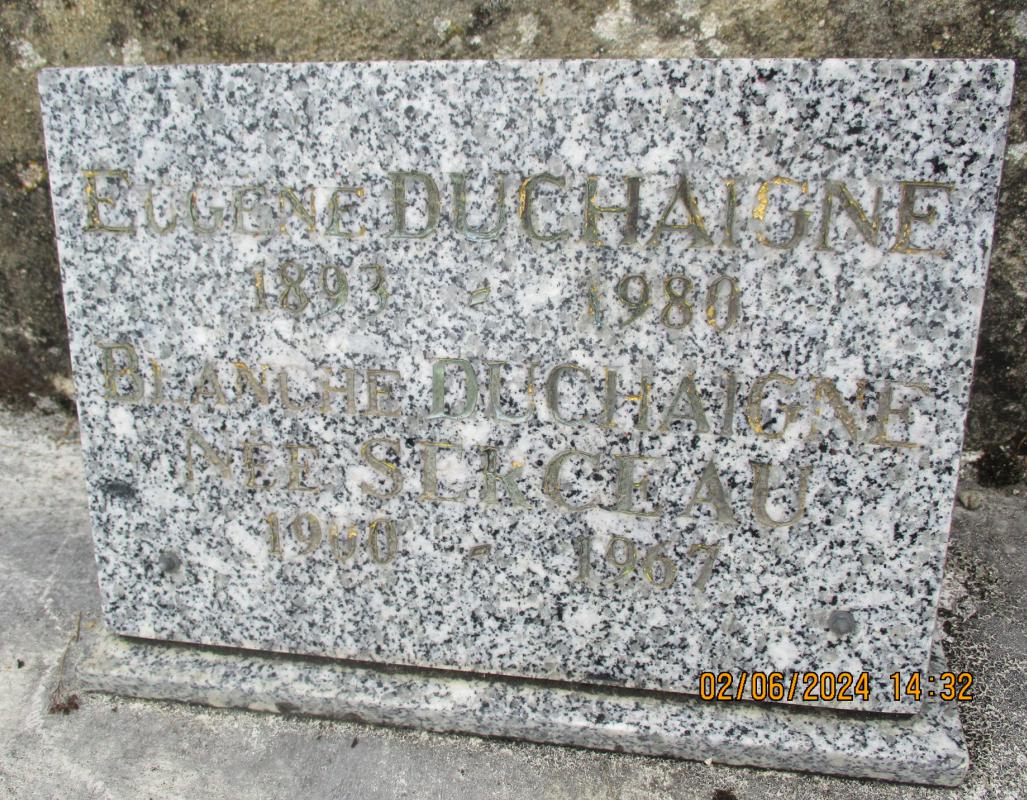 EUGENE DUCHAIGNE
1893 - 1980
BLANCHE DUCHAIGNE
NEE SERCEAU
1900 - 1967
02/06/2024 14:32